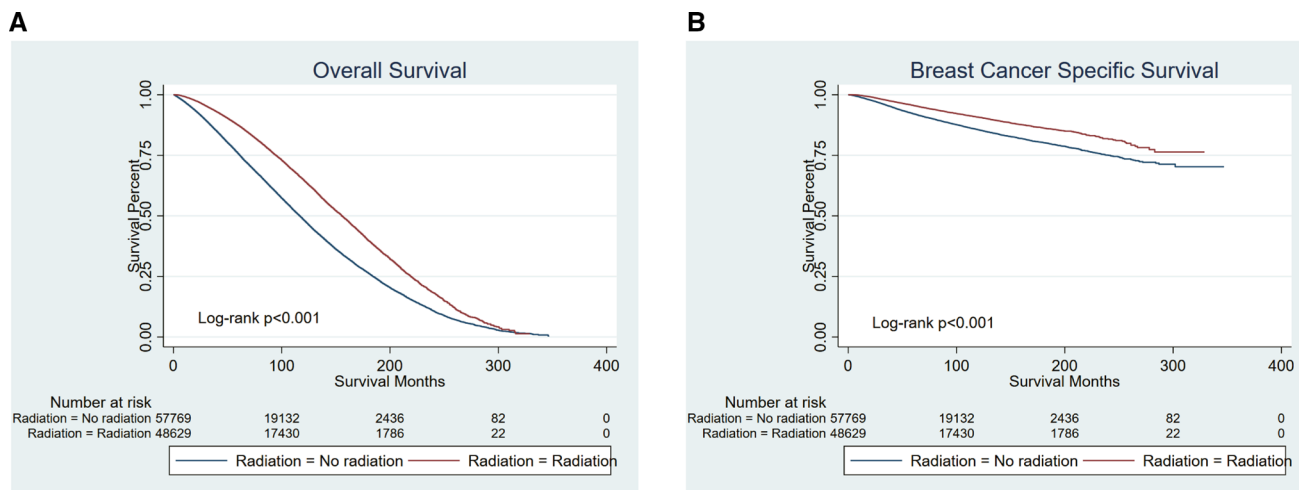 A
Overall Survival
Survival Percent
1.00
0.75
0.50
0.25
0.00
Log-rank p<0.001
0 100 200 300 400
Survival Months
Number at risk
Radiation = No radiation 57769 19132 2436 82 0
Radiation = Radiation 48629 17430 1786 22 0
Radiation = No radiation Radiation = Radiation
B
Breast Cancer Specific Survival
Survival Percent
1.00
0.75
0.50
0.25
0.00
Log-rank p<0.001
0 100 200 300 400
Survival Months
Number at risk
Radiation = No radiation 57769 19132 2436 82 0
Radiation = Radiation 48629 17430 1786 22 0
Radiation = No radiation Radiation = Radiation